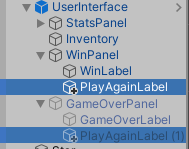 UserInterface
StatsPanel
Inventory
WinPanel
WinLabel
PlayAgainLabel
GameOverPanel
GameOverLabel
PlayAgainLabel (1)